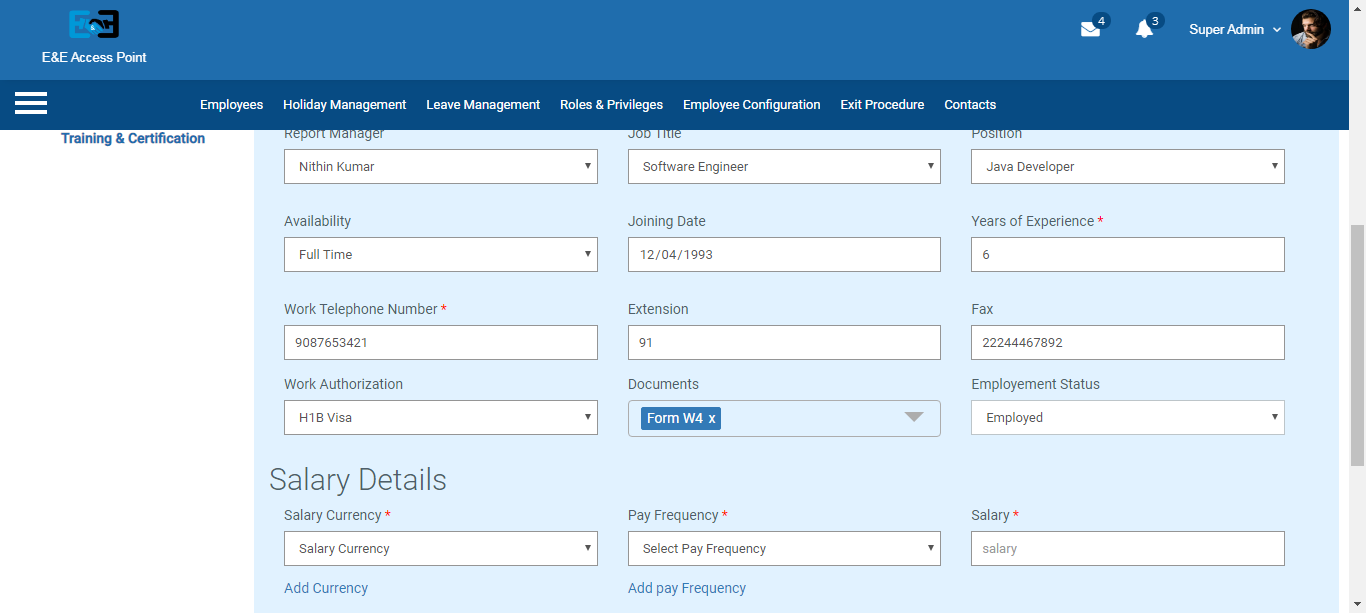 E&E
4
3
Super Admin
E&E Access Point
Employees Holiday Management Leave Management Roles & Privileges Employee Configuration Exit Procedure Contacts
Training & Certification
Report Manager Job Title Position
Nithin Kumar Software Engineer Java Developer
Availability Joining Date Years of Experience *
Full Time 12/04/1993 6
Work Telephone Number * Extension Fax
9087653421 91 22244467892
Work Authorization Documents Employement Status
H1B Visa Form W4 x Employed
Salary Details
Salary Currency * Pay Frequency * Salary *
Salary Currency Select Pay Frequency salary
Add Currency Add pay Frequency